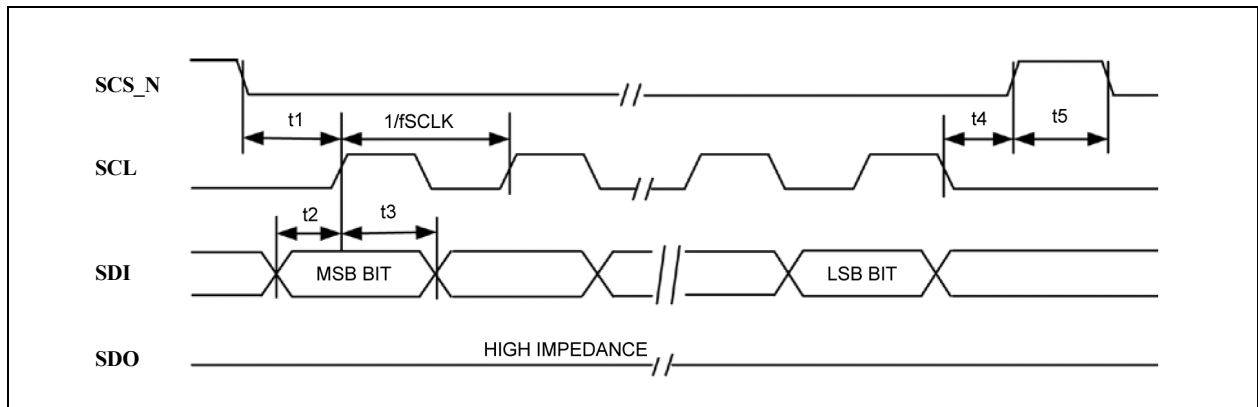 SCS_N
t1
1/fSCLK
t4
t5
SCL
t2
t3
SDI
MSB BIT
LSB BIT
SDO
HIGH IMPEDANCE